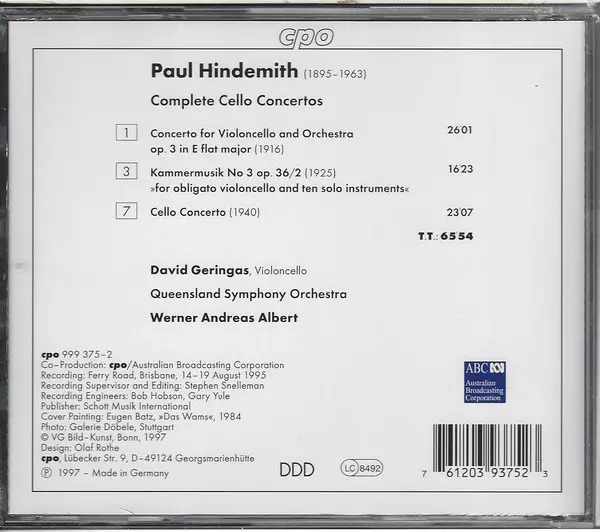 cpo
Paul Hindemith (1895–1963)
Complete Cello Concertos
1 Concerto for Violoncello and Orchestra 26'01
op. 3 in E flat major (1916)
3 Kammermusik No 3 op. 36/2 (1925) 16'23
»for obligato violoncello and ten solo instruments«
7 Cello Concerto (1940) 23'07
T.T.: 65 54
David Geringas, Violoncello
Queensland Symphony Orchestra
Werner Andreas Albert
cpo 999 375–2
Co–Production: cpo/Australian Broadcasting Corporation
Recording: Ferry Road, Brisbane, 14–19 August 1995
Recording Supervisor and Editing: Stephen Snelleman
Recording Engineers: Bob Hobson, Gary Yule
Publisher: Schott Musik International
Cover Painting: Eugen Batz, »Das Wams«, 1984
Photo: Galerie Döbele, Stuttgart
© VG Bild–Kunst, Bonn, 1997
Design: Olaf Rothe
cpo, Lübecker Str. 9, D–49124 Georgsmarienhütte
℗ 1997 – Made in Germany
DDD
LC 8492
ABC
Australian
Broadcasting
Corporation
7 61203 93752 3